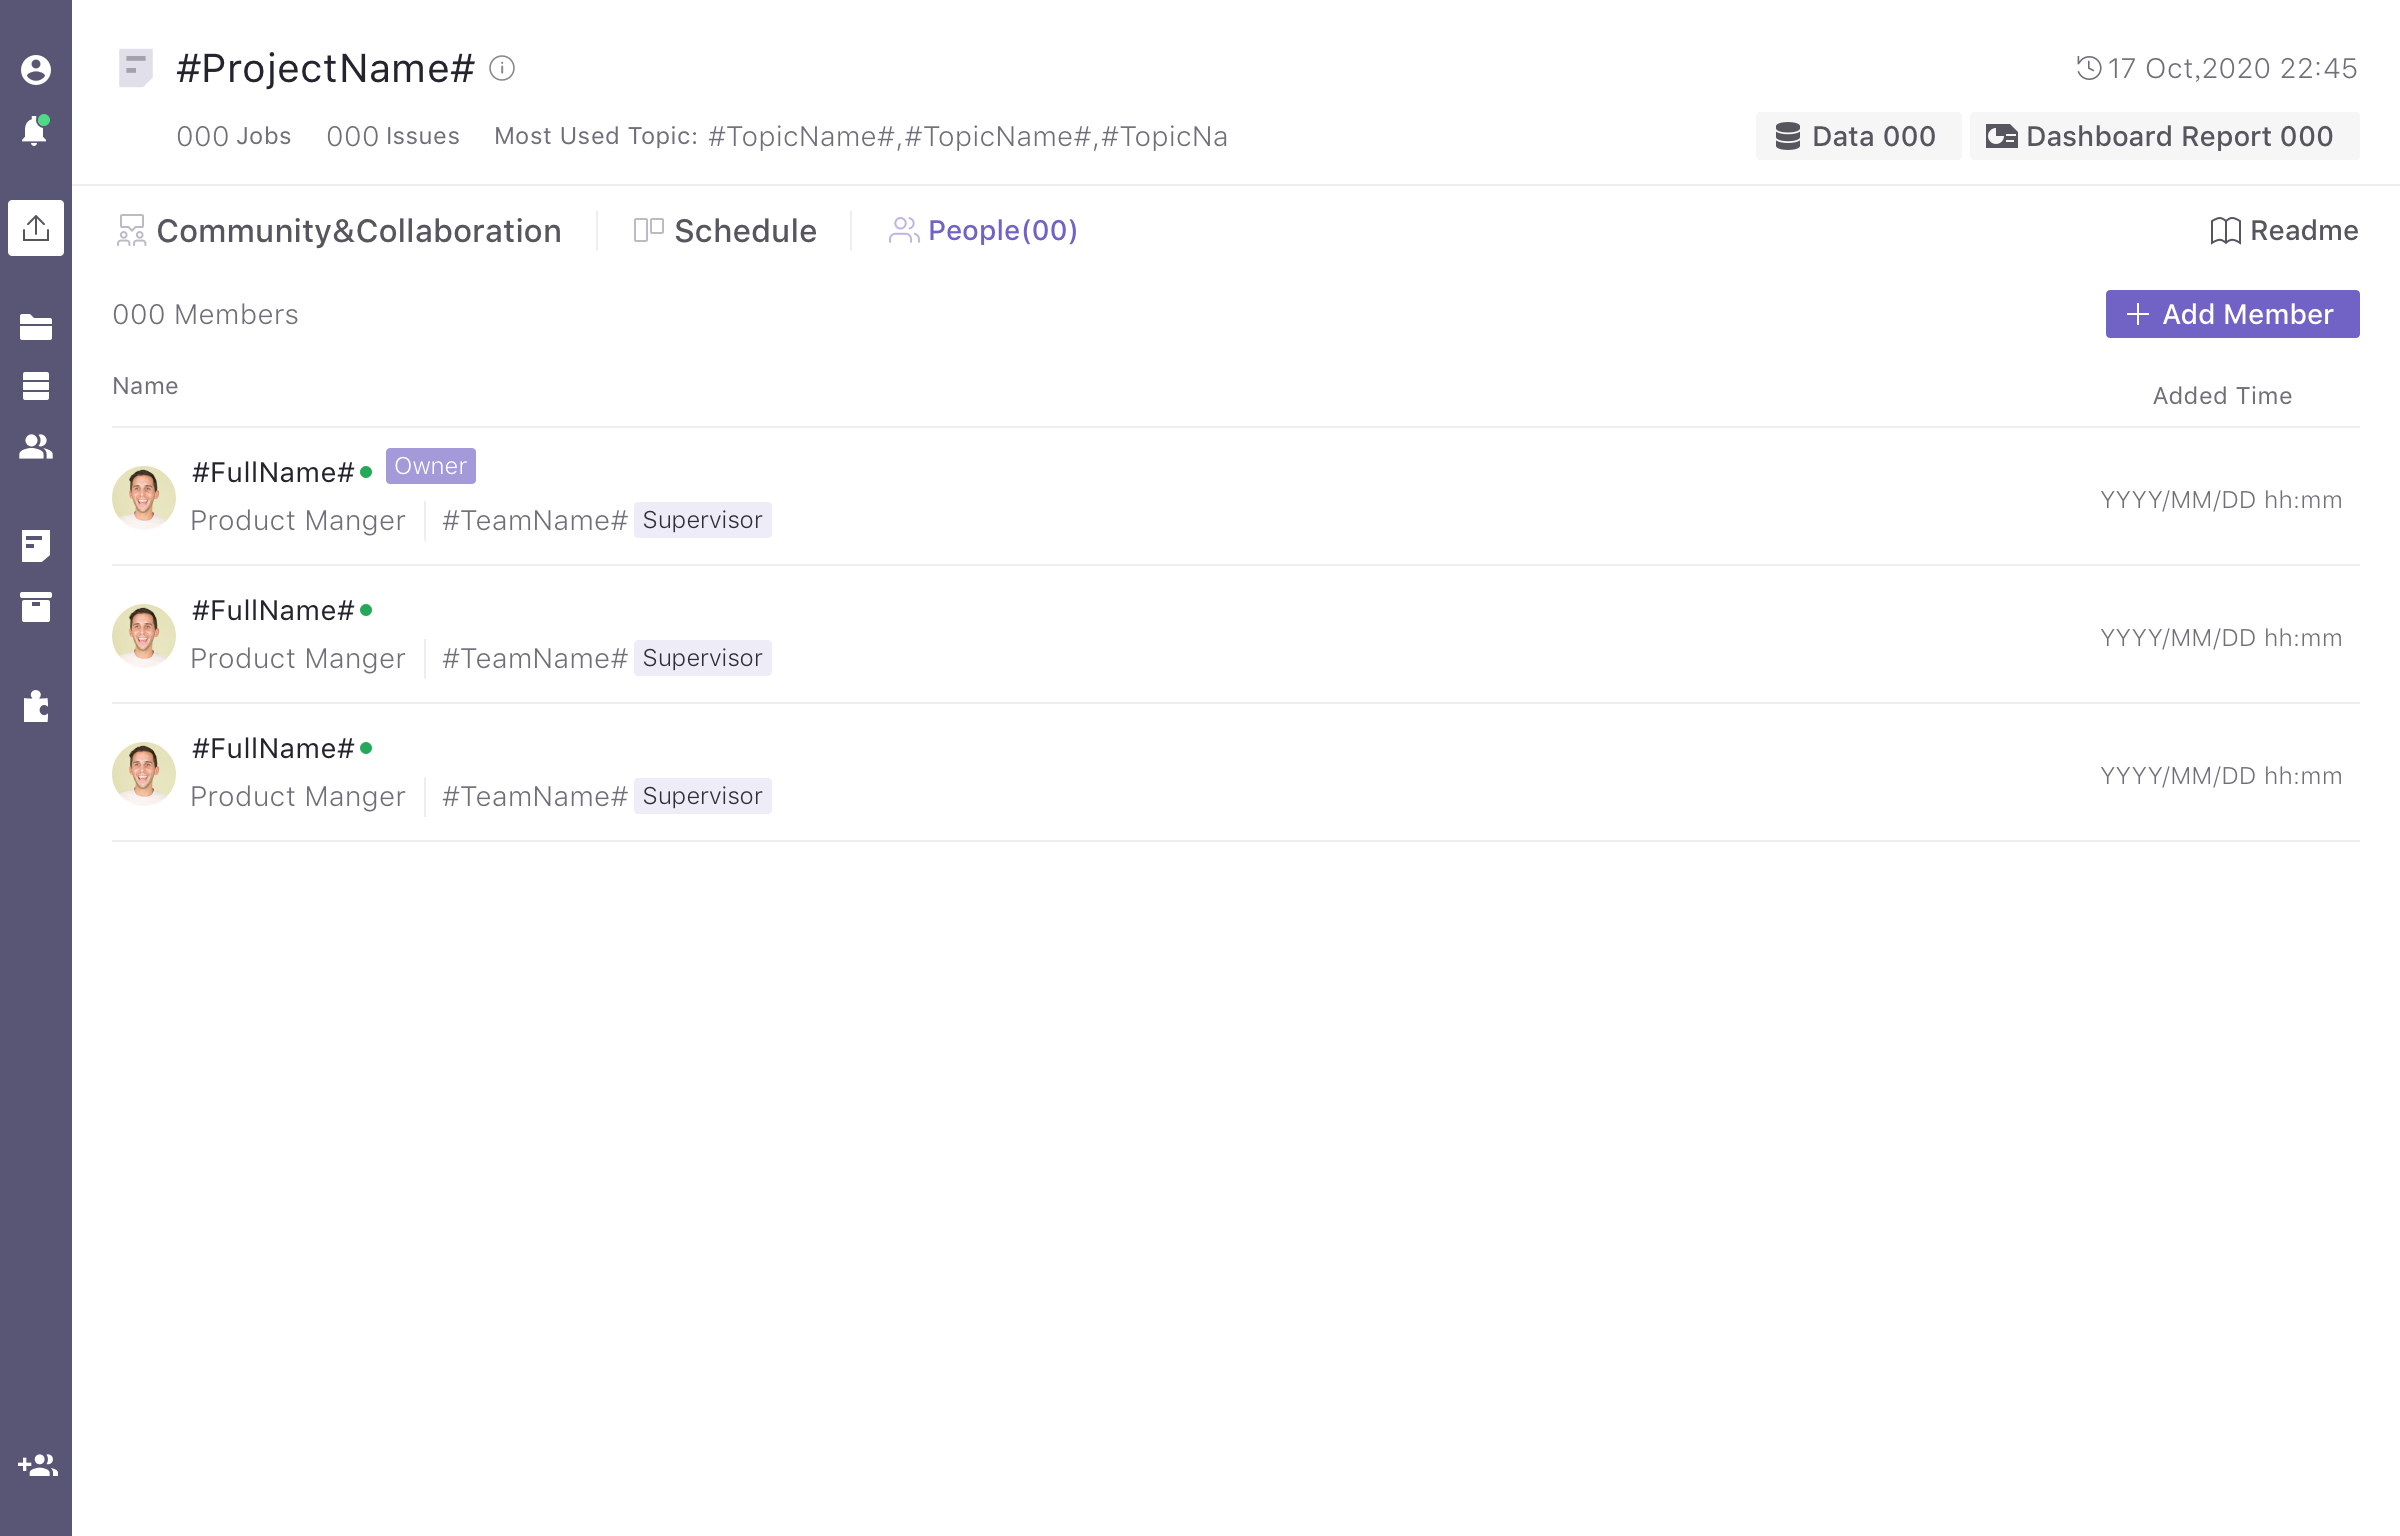 #ProjectName#
17 Oct,2020 22:45
000 Jobs 000 Issues Most Used Topic: #TopicName#,#TopicName#,#TopicNa
Data 000 Dashboard Report 000
Community&Collaboration Schedule People(00) Readme
000 Members
+ Add Member
Name Added Time
#FullName# Owner
Product Manger #TeamName# Supervisor
YYYY/MM/DD hh:mm
#FullName#
Product Manger #TeamName# Supervisor
YYYY/MM/DD hh:mm
#FullName#
Product Manger #TeamName# Supervisor
YYYY/MM/DD hh:mm